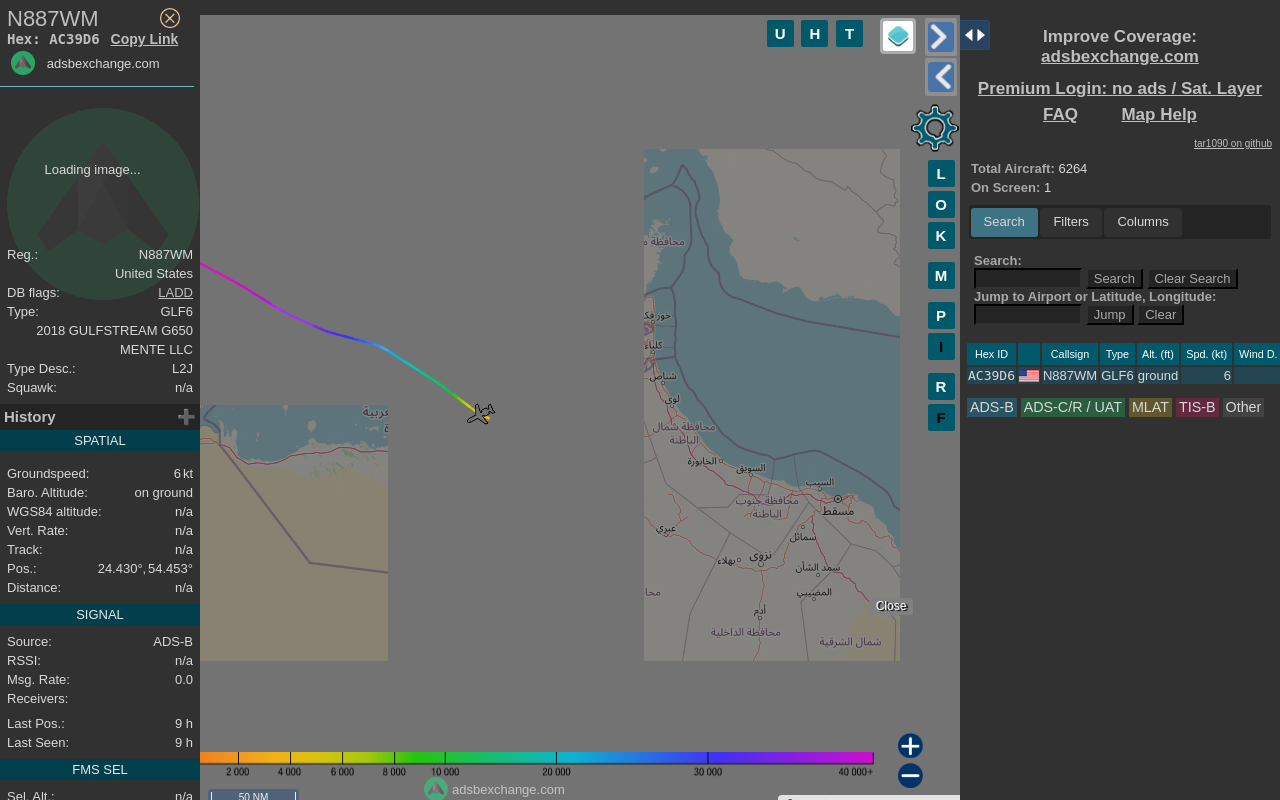 N887WM
Hex: AC39D6 Copy Link
adsbexchange.com
Loading image...
Reg.: N887WM
United States
DB flags: LADD
Type: GLF6
2018 GULFSTREAM G650
MENTE LLC
Type Desc.: L2J
Squawk: n/a
History
SPATIAL
Groundspeed: 6 kt
Baro. Altitude: on ground
WGS84 altitude: n/a
Vert. Rate: n/a
Track: n/a
Pos.: 24.430°, 54.453°
Distance: n/a
SIGNAL
Source: ADS-B
RSSI: n/a
Msg. Rate: 0.0
Receivers:
Last Pos.: 9 h
Last Seen: 9 h
FMS SEL
Sel. Alt.: n/a
U H T
L
O
K
M
P
I
R
F
خورفكان
كلباء
شناص
لوى
محافظة شمال
الباطنة
الخابورة
السويق
السيب
محافظة جنوب
الباطنة
مسقط
عبري
سمائل
نزوى
بهلاء
سمد الشأن
المضيبي
أدم
محافظة الداخلية
شمال الشرقية
Close
2 000 4 000 6 000 8 000 10 000 20 000 30 000 40 000+
adsbexchange.com
50 NM
Improve Coverage:
adsbexchange.com
Premium Login: no ads / Sat. Layer
FAQ Map Help
tar1090 on github
Total Aircraft: 6264
On Screen: 1
Search Filters Columns
Search:
Search Clear Search
Jump to Airport or Latitude, Longitude:
Jump Clear
Hex ID Callsign Type Alt. (ft) Spd. (kt) Wind D.
AC39D6 N887WM GLF6 ground 6
ADS-B ADS-C/R / UAT MLAT TIS-B Other